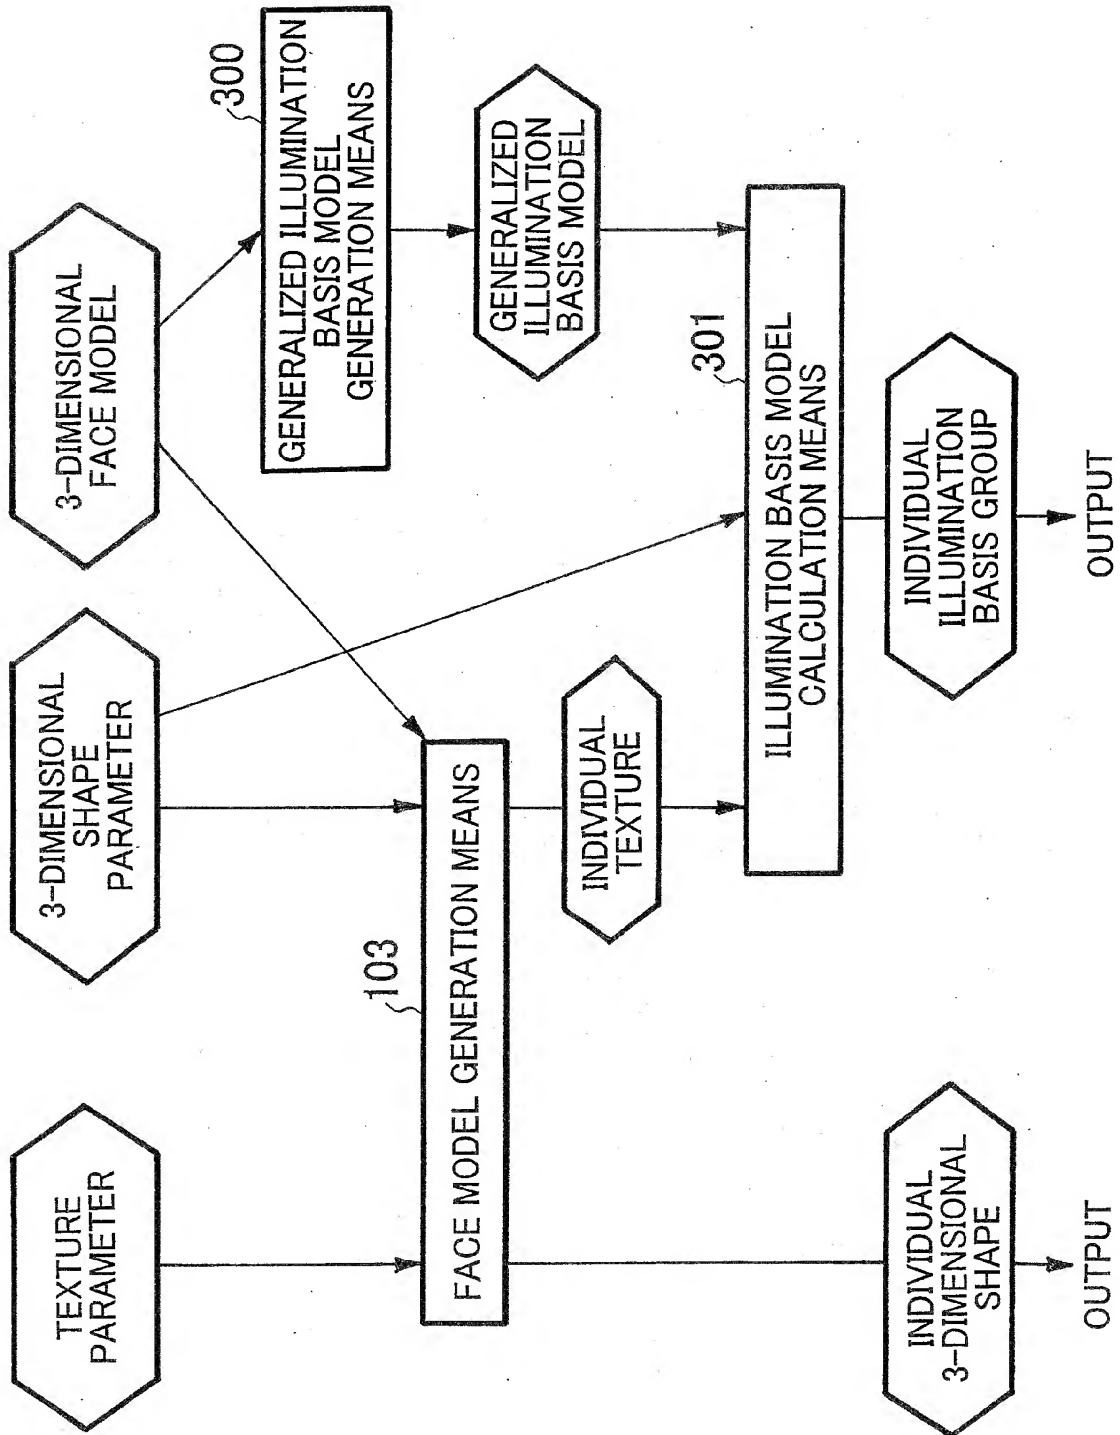 TEXTURE
PARAMETER
3-DIMENSIONAL
SHAPE
PARAMETER
3-DIMENSIONAL
FACE MODEL
300
GENERALIZED ILLUMINATION
BASIS MODEL
GENERATION MEANS
103
FACE MODEL GENERATION MEANS
GENERALIZED
ILLUMINATION
BASIS MODEL
INDIVIDUAL
TEXTURE
301
ILLUMINATION BASIS MODEL
CALCULATION MEANS
INDIVIDUAL
3-DIMENSIONAL
SHAPE
INDIVIDUAL
ILLUMINATION
BASIS GROUP
OUTPUT
OUTPUT